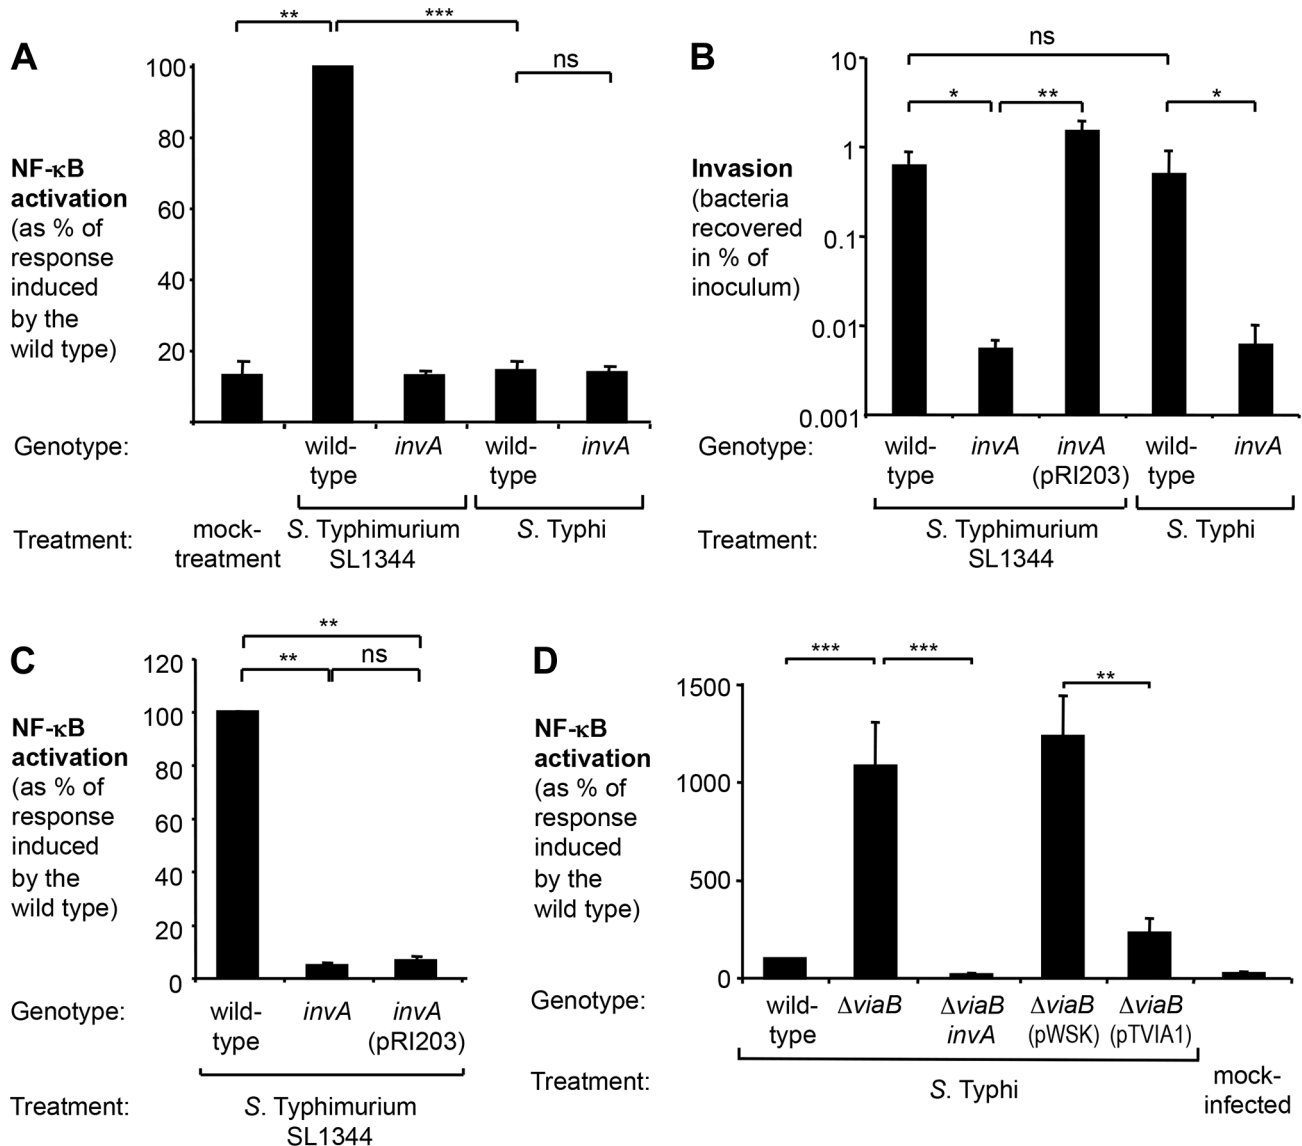 A
** ***
ns
100
80
60
40
20
NF-κB
activation
(as % of
response
induced
by the
wild type)
Genotype:
wild-
type
invA
wild-
type
invA
Treatment:
mock-
treatment
S. Typhimurium
SL1344
S. Typhi
B
ns
* ** *
10
1
0.1
0.01
0.001
Invasion
(bacteria
recovered
in % of
inoculum)
Genotype:
wild-
type
invA
invA
(pRI203)
wild-
type
invA
Treatment:
S. Typhimurium
SL1344
S. Typhi
C
**
** ns
120
100
80
60
40
20
0
NF-κB
activation
(as % of
response
induced
by the
wild type)
Genotype:
wild-
type
invA
invA
(pRI203)
Treatment:
S. Typhimurium
SL1344
D
*** ***
**
1500
1000
500
0
NF-κB
activation
(as % of
response
induced
by the
wild type)
Genotype:
wild-
type
ΔviaB
ΔviaB
invA
ΔviaB
(pWSK)
ΔviaB
(pTVIA1)
Treatment:
S. Typhi
mock-
infected